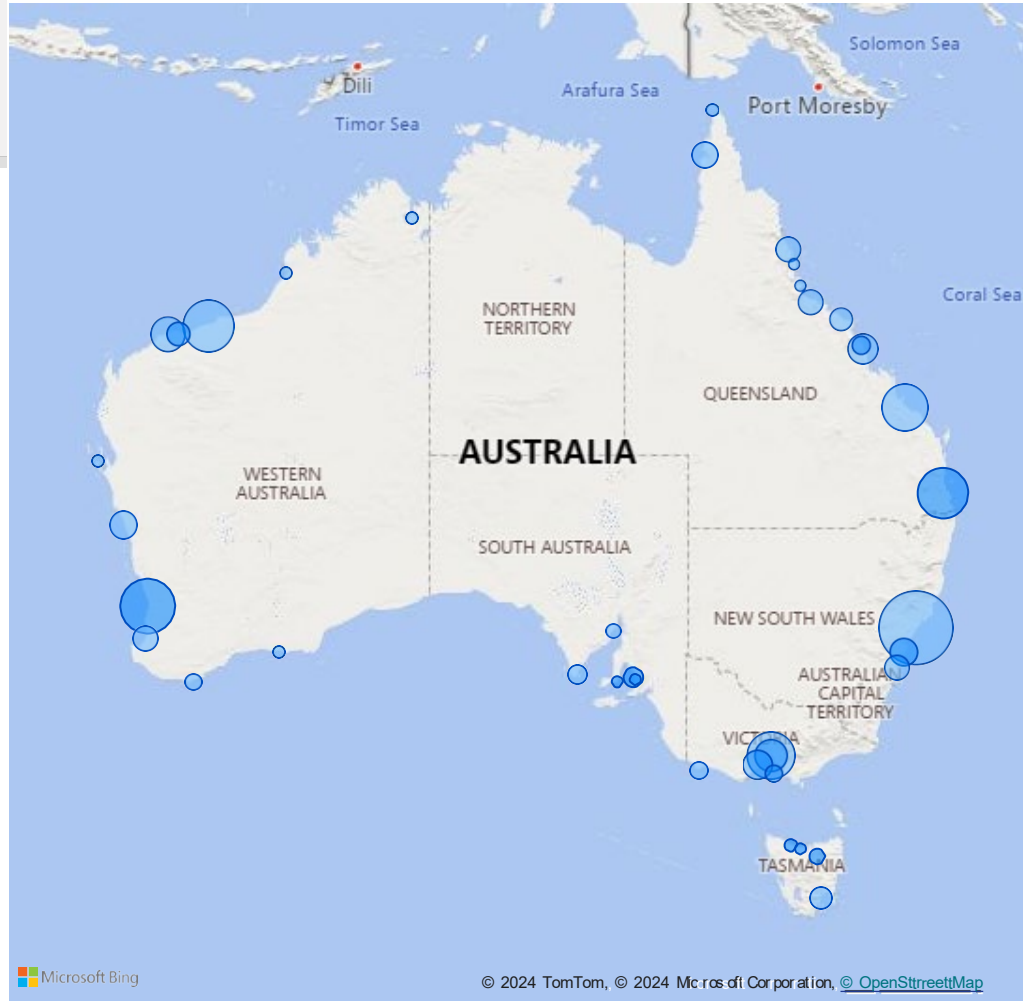 Solomon Sea
Dili
Arafura Sea
Port Moresby
Timor Sea
Coral Sea
NORTHERN
TERRITORY
QUEENSLAND
AUSTRALIA
WESTERN
AUSTRALIA
SOUTH AUSTRALIA
NEW SOUTH WALES
AUSTRALIAN
CAPITAL
TERRITORY
VICTORIA
TASMANIA
Microsoft Bing
© 2024 TomTom, © 2024 Microsoft Corporation, © OpenStrreettMap